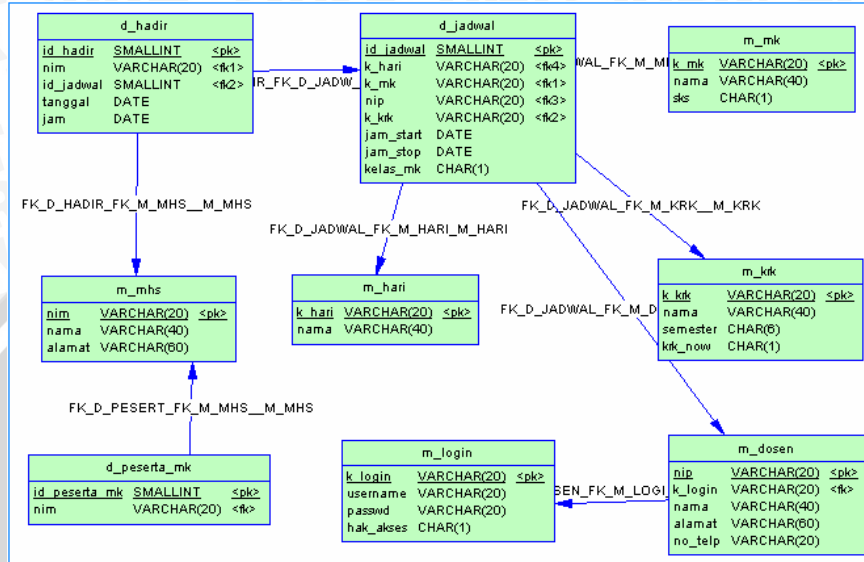 d_hadir
id_hadir SMALLINT <pk>
nim VARCHAR(20) <fk1>
id_jadwal SMALLINT <fk2>
tanggal DATE
jam DATE
d_jadwal
id_jadwal SMALLINT <pk>
k_hari VARCHAR(20) <fk4>
k_mk VARCHAR(20) <fk1>
nip VARCHAR(20) <fk3>
k_krk VARCHAR(20) <fk2>
jam_start DATE
jam_stop DATE
kelas_mk CHAR(1)
m_mk
k_mk VARCHAR(20) <pk>
nama VARCHAR(40)
sks CHAR(1)
IR_FK_D_JADW_
WAL_FK_M_M
FK_D_HADIR_FK_M_MHS__M_MHS
FK_D_JADWAL_FK_M_KRK__M_KRK
FK_D_JADWAL_FK_M_HARI_M_HARI
m_mhs
nim VARCHAR(20) <pk>
nama VARCHAR(40)
alamat VARCHAR(60)
m_hari
k_hari VARCHAR(20) <pk>
nama VARCHAR(40)
m_krk
k_krk VARCHAR(20) <pk>
nama VARCHAR(40)
semester CHAR(6)
krk_now CHAR(1)
FK_D_JADWAL_FK_M_D
FK_D_PESERT_FK_M_MHS__M_MHS
d_peserta_mk
id_peserta_mk SMALLINT <pk>
nim VARCHAR(20) <fk>
m_login
k_login VARCHAR(20) <pk>
username VARCHAR(20)
passwd VARCHAR(20)
hak_akses CHAR(1)
SEN_FK_M_LOGI_
m_dosen
nip VARCHAR(20) <pk>
k_login VARCHAR(20) <fk>
nama VARCHAR(40)
alamat VARCHAR(60)
no_telp VARCHAR(20)